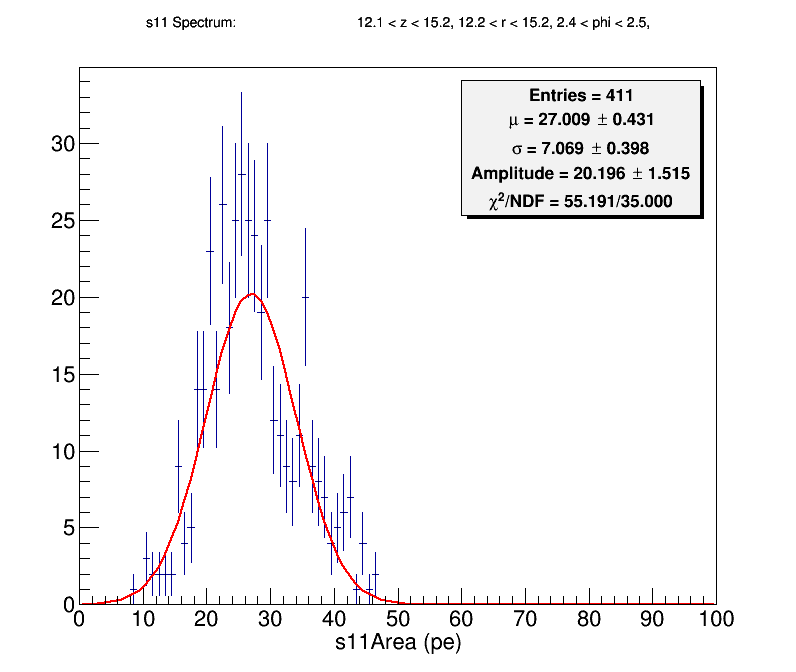 s11 Spectrum: 12.1 < z < 15.2, 12.2 < r < 15.2, 2.4 < phi < 2.5,
Entries = 411
μ = 27.009 ± 0.431
σ = 7.069 ± 0.398
Amplitude = 20.196 ± 1.515
χ²/NDF = 55.191/35.000
30
25
20
15
10
5
0
0 10 20 30 40 50 60 70 80 90 100
s11Area (pe)